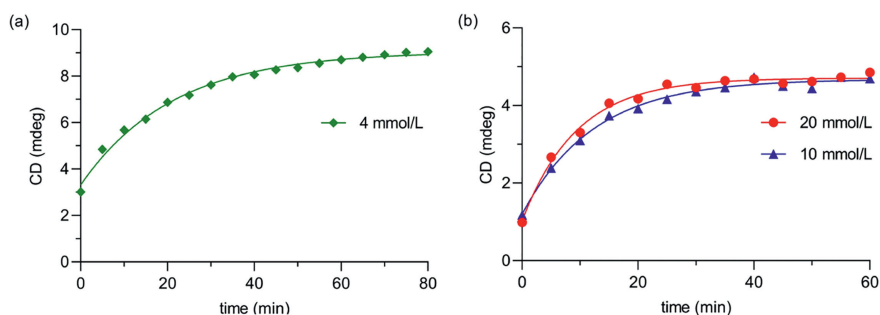 (a)
10
8
6
4
2
0
CD (mdeg)
0 20 40 60 80
time (min)
4 mmol/L
(b)
6
4
2
0
CD (mdeg)
0 20 40 60
time (min)
20 mmol/L
10 mmol/L